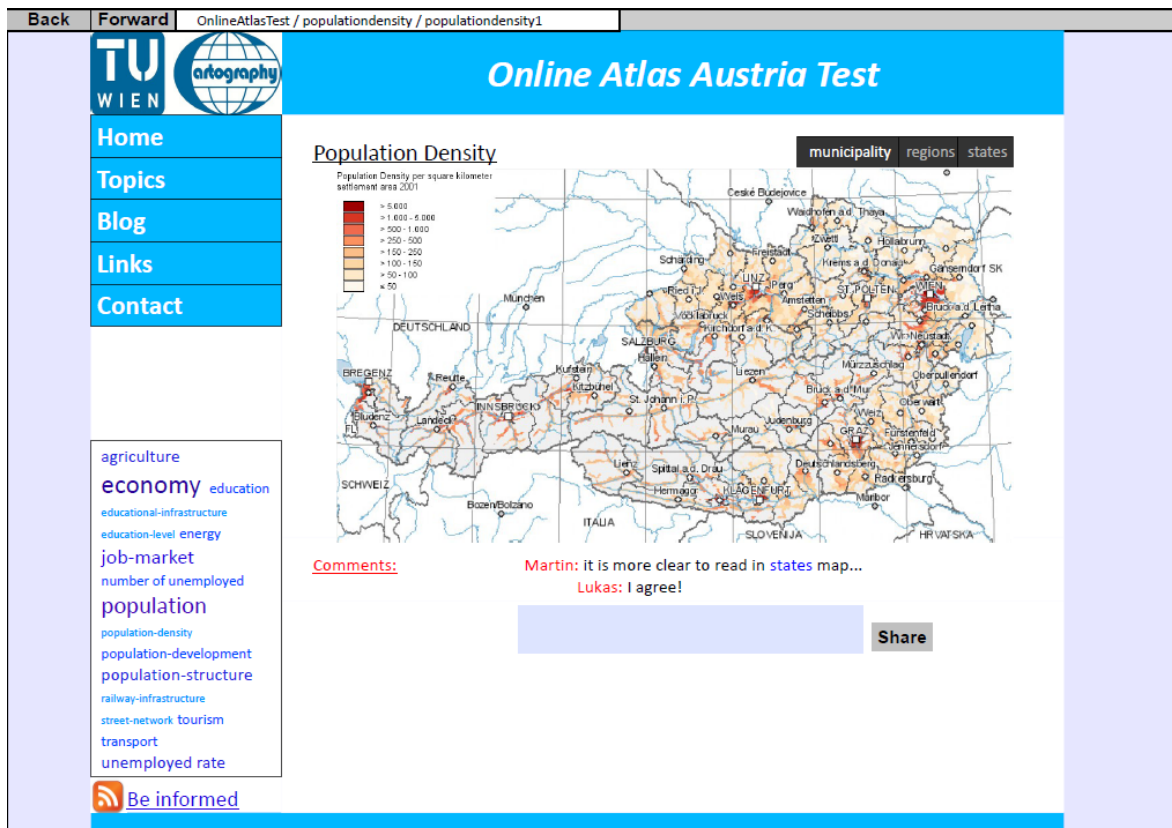 Back Forward OnlineAtlasTest / populationdensity / populationdensity1
TU
WIEN
artography
Online Atlas Austria Test
Home
Topics
Blog
Links
Contact
Population Density
municipality regions states
Population Density per square kilometer
settlement area 2001
> 5.000
> 1.000 - 5.000
> 500 - 1.000
> 250 - 500
> 150 - 250
> 100 - 150
> 50 - 100
≤ 50
České Budějovice
Waidhofen a.d. Thaya
Zwettl
Hollabrunn
Freistadt
Schärding
Krems a.d. Donau
Gänserndorf SK
LINZ
Ried i.I.
Wels
Perg
Amstetten
ST.PÖLTEN
WIEN
München
Vöcklabruck
Scheibbs
Bruck a.d. Leitha
Kirchdorf a.d. K.
DEUTSCHLAND
SALZBURG
Wr. Neustadt
Hallein
Mürzzuschlag
BREGENZ
Reutte
Kufstein
Kitzbühel
Liezen
Oberpullendorf
Bruck a.d. Mur
St. Johann i. P.
Oberwart
INNSBRUCK
Bludenz
Landeck
Weiz
Judenburg
Murau
GRAZ
Fürstenfeld
FL
Jennersdorf
Lienz
Spittal a.d. Drau
Deutschlandsberg
Radkersburg
SCHWEIZ
Hermagor
KLAGENFURT
Maribor
Bozen/Bolzano
ITALIA
SLOVENIJA
HRVATSKA
Comments:
Martin: it is more clear to read in states map...
Lukas: I agree!
Share
agriculture
economy education
educational-infrastructure
education-level energy
job-market
number of unemployed
population
population-density
population-development
population-structure
railway-infrastructure
street-network tourism
transport
unemployed rate
Be informed